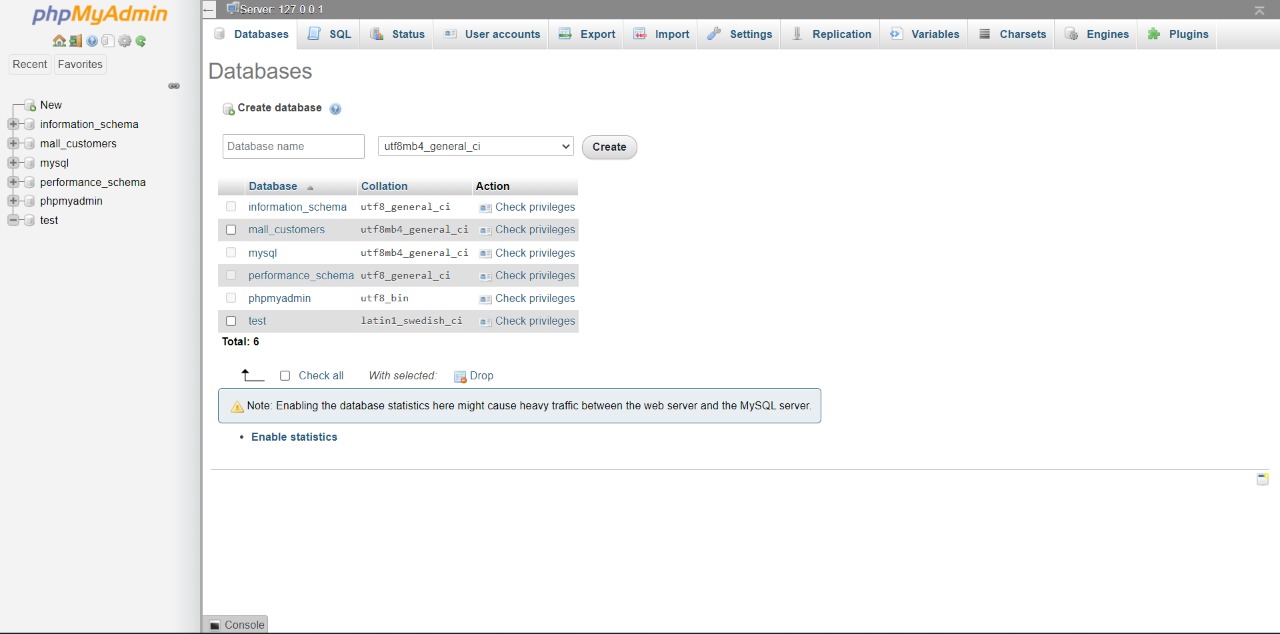 phpMyAdmin
Recent Favorites
New
information_schema
mall_customers
mysql
performance_schema
phpmyadmin
test
Server: 127.0.0.1
Databases SQL Status User accounts Export Import Settings Replication Variables Charsets Engines Plugins
Databases
Create database
Database name utf8mb4_general_ci Create
Database Collation Action
information_schema utf8_general_ci Check privileges
mall_customers utf8mb4_general_ci Check privileges
mysql utf8mb4_general_ci Check privileges
performance_schema utf8_general_ci Check privileges
phpmyadmin utf8_bin Check privileges
test latin1_swedish_ci Check privileges
Total: 6
Check all With selected: Drop
Note: Enabling the database statistics here might cause heavy traffic between the web server and the MySQL server.
• Enable statistics
Console